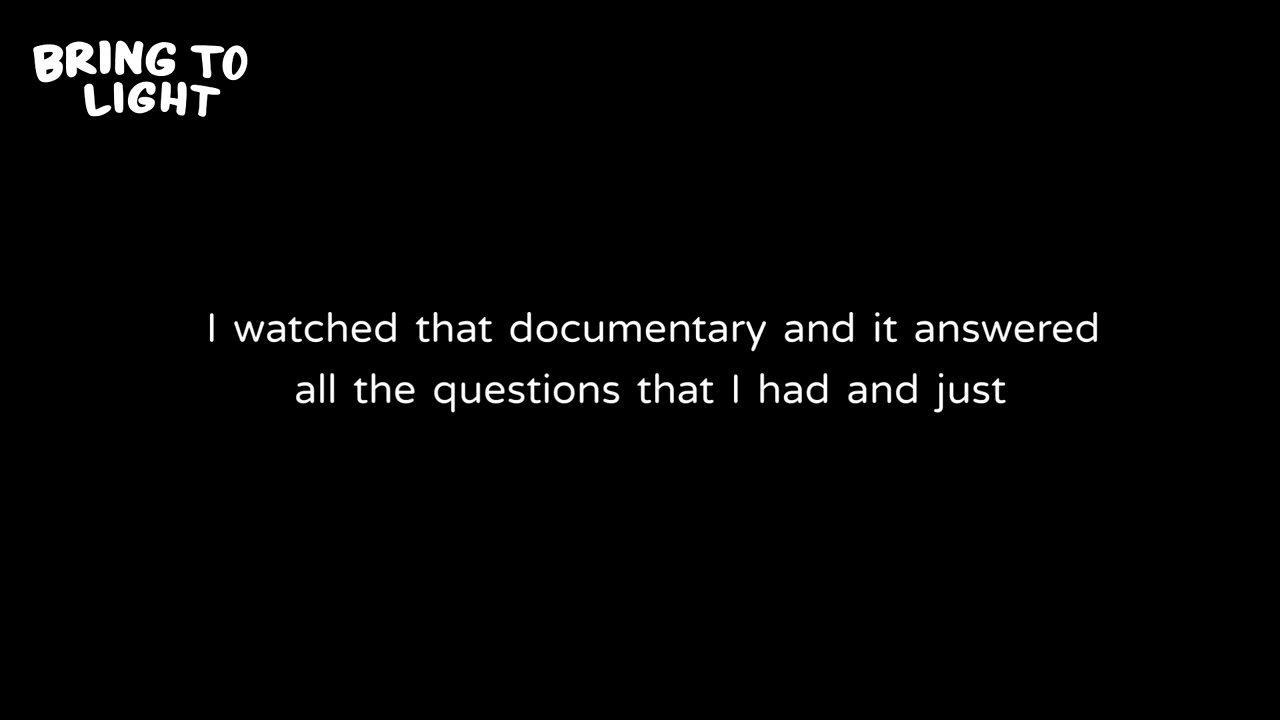 BRING TO
LIGHT
I watched that documentary and it answered
all the questions that I had and just